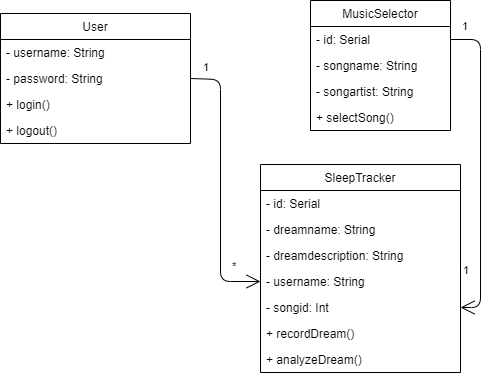 User
- username: String
- password: String
+ login()
+ logout()
MusicSelector
- id: Serial
- songname: String
- songartist: String
+ selectSong()
1
1
SleepTracker
- id: Serial
- dreamname: String
- dreamdescription: String
- username: String
- songid: Int
+ recordDream()
+ analyzeDream()
*
1